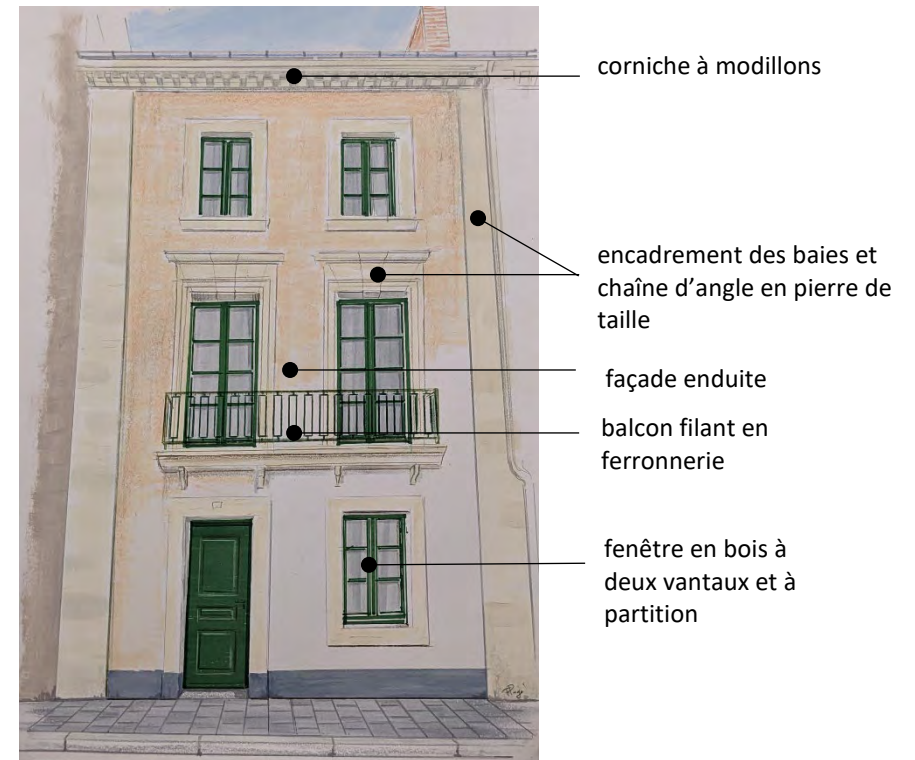 corniche à modillons
encadrement des baies et
chaîne d’angle en pierre de
taille
façade enduite
balcon filant en
ferronnerie
fenêtre en bois à
deux vantaux et à
partition